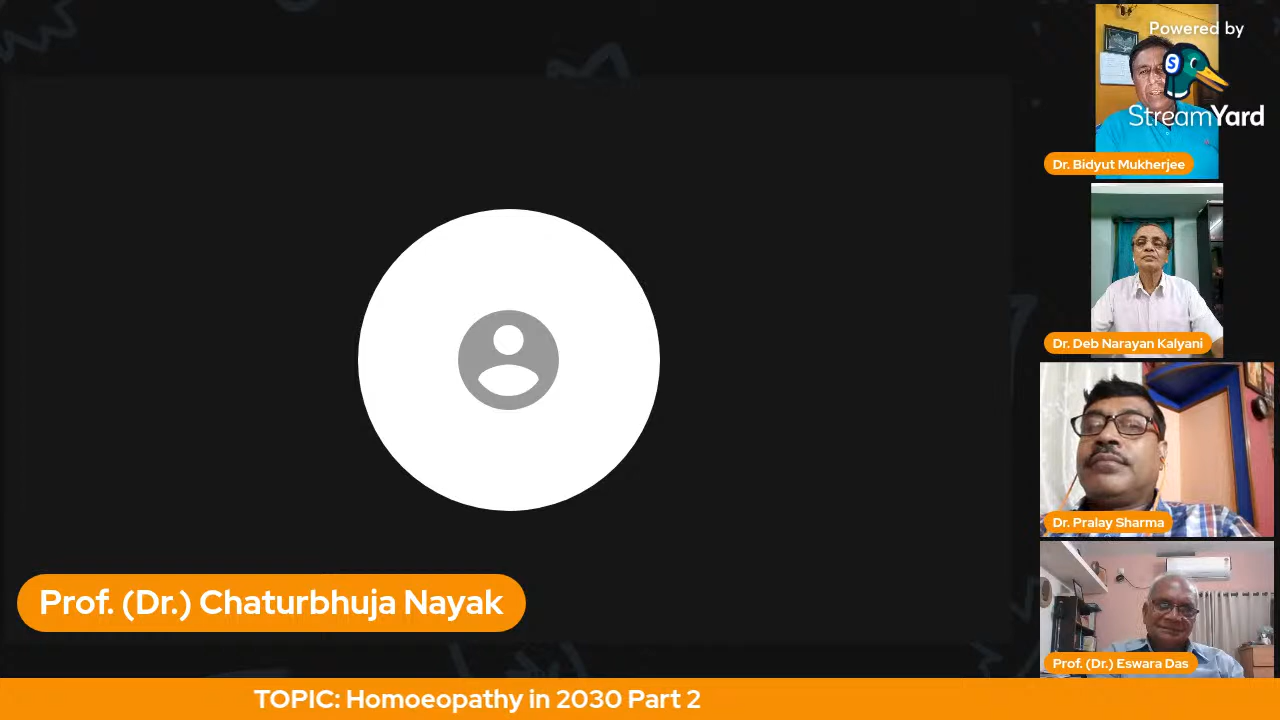 Powered by
S
StreamYard
Dr. Bidyut Mukherjee
Dr. Deb Narayan Kalyani
Dr. Pralay Sharma
Prof. (Dr.) Chaturbhuja Nayak
Prof. (Dr.) Eswara Das
TOPIC: Homoeopathy in 2030 Part 2